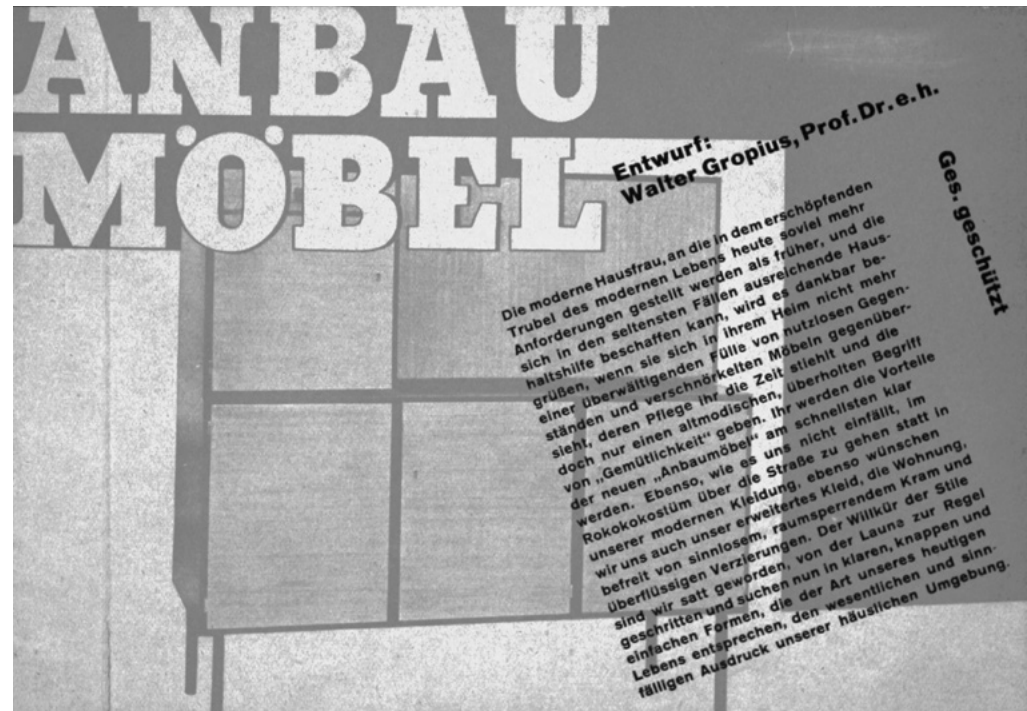 ANBAU
MÖBEL
Entwurf:
Walter Gropius, Prof. Dr. e. h.
Ges. geschützt
Die moderne Hausfrau, an die in dem erschöpfenden
Trubel des modernen Lebens heute soviel mehr
Anforderungen gestellt werden als früher, und die
sich in den seltensten Fällen ausreichende Haus-
haltshilfe beschaffen kann, wird es dankbar be-
grüßen, wenn sie sich in ihrem Heim nicht mehr
einer überwältigenden Fülle von nutzlosen Gegen-
ständen und verschnörkelten Möbeln gegenüber-
sieht, deren Pflege ihr die Zeit stiehlt und die
doch nur einen altmodischen, überholten Begriff
von „Gemütlichkeit“ geben. Ihr werden die Vorteile
der neuen „Anbaumöbel“ am schnellsten klar
werden. Ebenso, wie es uns nicht einfällt, im
Rokokokostüm über die Straße zu gehen statt in
unserer modernen Kleidung, ebenso wünschen
wir uns auch unser erweitertes Kleid, die Wohnung,
befreit von sinnlosem, raumsperrendem Kram und
überflüssigen Verzierungen. Der Willkür der Stile
sind wir satt geworden, von der Laune zur Regel
geschritten und suchen nun in klaren, knappen und
einfachen Formen, die der Art unseres heutigen
Lebens entsprechen, den wesentlichen und sinn-
fälligen Ausdruck unserer häuslichen Umgebung.